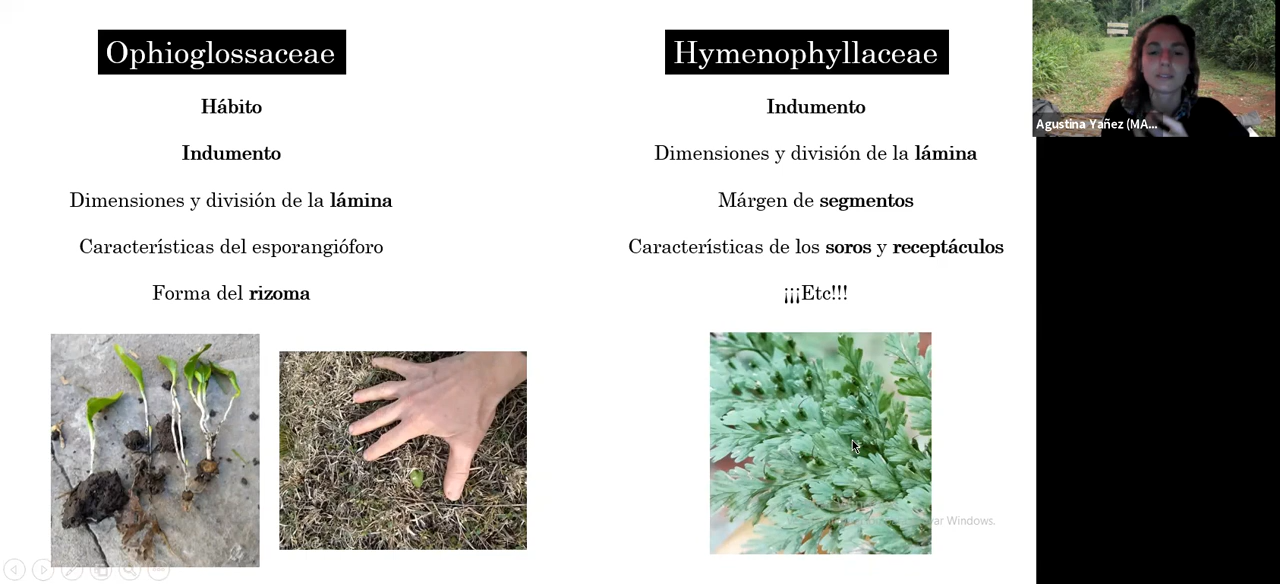 Ophioglossaceae
Hábito
Indumento
Dimensiones y división de la lámina
Características del esporangióforo
Forma del rizoma
Hymenophyllaceae
Indumento
Dimensiones y división de la lámina
Márgen de segmentos
Características de los soros y receptáculos
¡¡¡Etc!!!
Agustina Yañez (MA...
Windows.